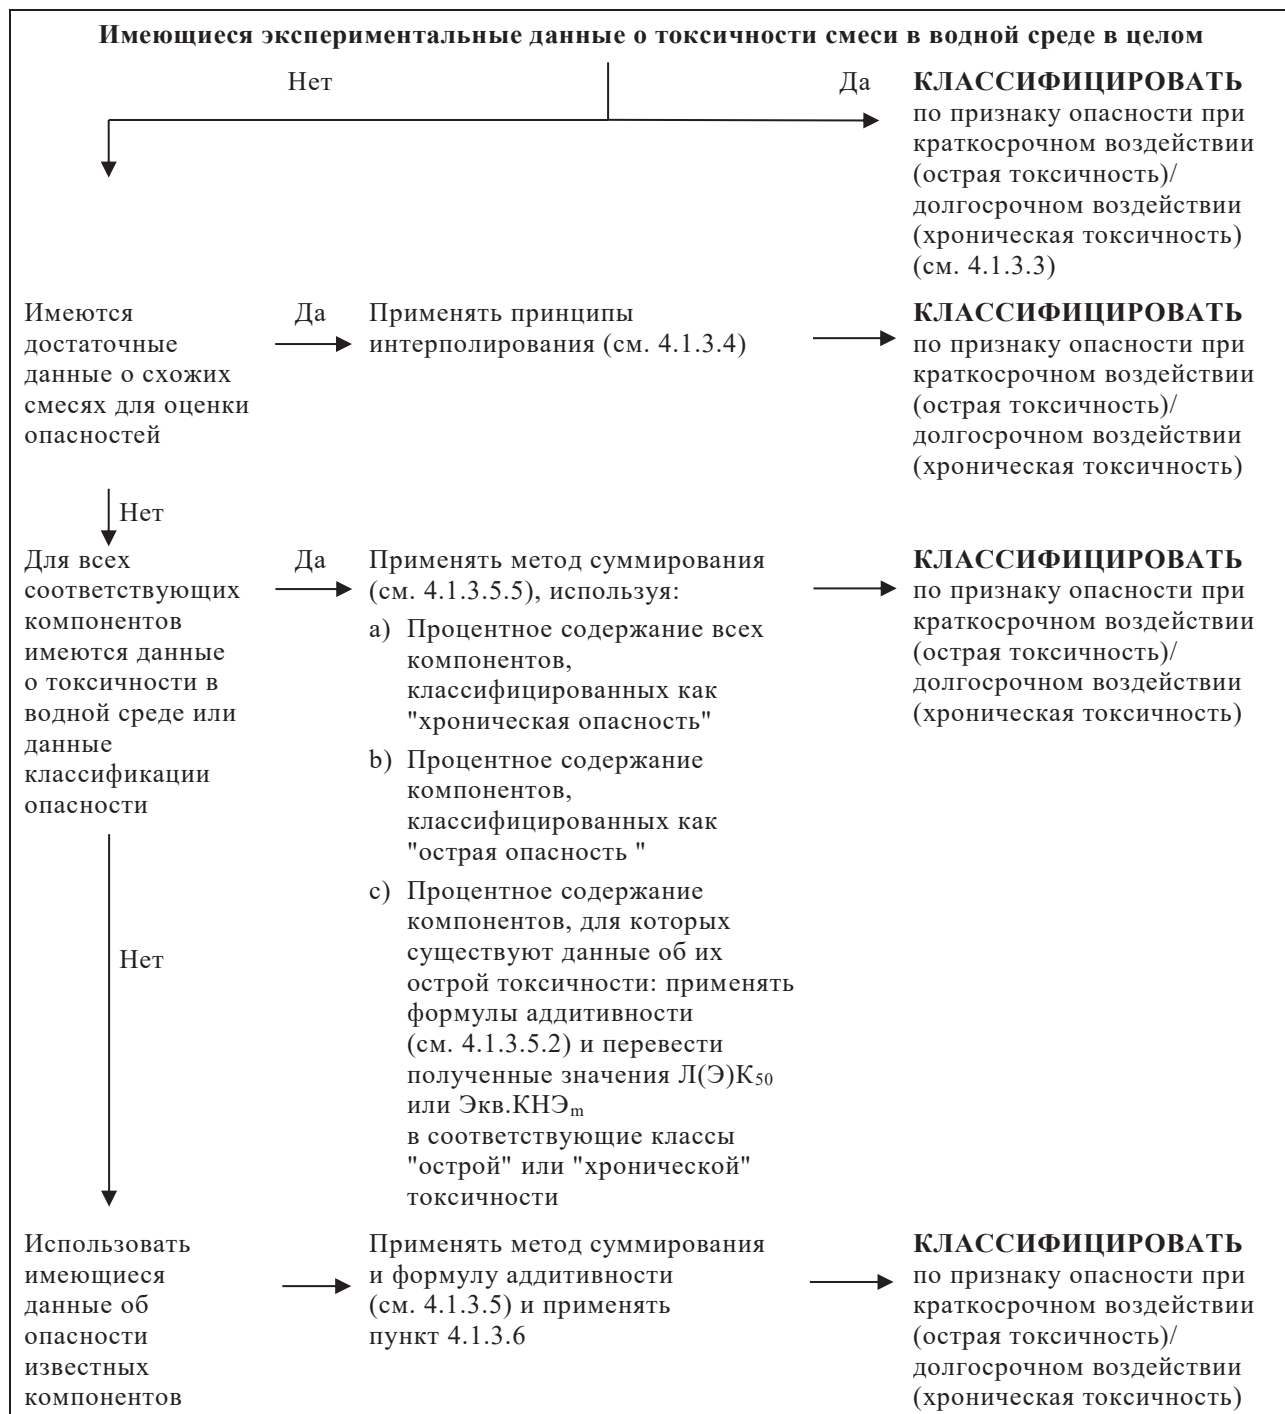 Имеющиеся экспериментальные данные о токсичности смеси в водной среде в целом
Нет
Да
КЛАССИФИЦИРОВАТЬ
по признаку опасности при
краткосрочном воздействии
(острая токсичность)/
долгосрочном воздействии
(хроническая токсичность)
(см. 4.1.3.3)
Имеются
достаточные
данные о схожих
смесях для оценки
опасностей
Да
Применять принципы
интерполирования (см. 4.1.3.4)
КЛАССИФИЦИРОВАТЬ
по признаку опасности при
краткосрочном воздействии
(острая токсичность)/
долгосрочном воздействии
(хроническая токсичность)
Нет
Для всех
соответствующих
компонентов
имеются данные
о токсичности в
водной среде или
данные
классификации
опасности
Да
Применять метод суммирования
(см. 4.1.3.5.5), используя:
a) Процентное содержание всех
компонентов,
классифицированных как
"хроническая опасность"
b) Процентное содержание
компонентов,
классифицированных как
"острая опасность "
c) Процентное содержание
компонентов, для которых
существуют данные об их
острой токсичности: применять
формулы аддитивности
(см. 4.1.3.5.2) и перевести
полученные значения Л(Э)К50
или Экв.КНЭm
в соответствующие классы
"острой" или "хронической"
токсичности
КЛАССИФИЦИРОВАТЬ
по признаку опасности при
краткосрочном воздействии
(острая токсичность)/
долгосрочном воздействии
(хроническая токсичность)
Нет
Использовать
имеющиеся
данные об
опасности
известных
компонентов
Применять метод суммирования
и формулу аддитивности
(см. 4.1.3.5) и применять
пункт 4.1.3.6
КЛАССИФИЦИРОВАТЬ
по признаку опасности при
краткосрочном воздействии
(острая токсичность)/
долгосрочном воздействии
(хроническая токсичность)